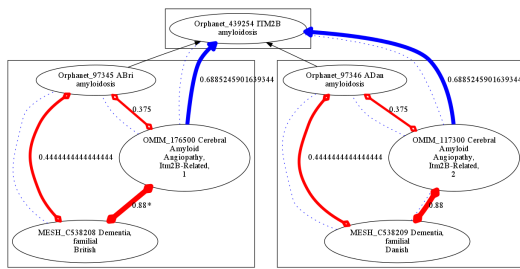 Orphanet_439254 ITM2B
amyloidosis
Orphanet_97345 ABri
amyloidosis
Orphanet_97346 ADan
amyloidosis
0.6885245901639344
0.6885245901639344
0.375
0.375
OMIM_176500 Cerebral
Amyloid
Angiopathy,
Itm2B-Related,
1
OMIM_117300 Cerebral
Amyloid
Angiopathy,
Itm2B-Related,
2
0.4444444444444444
0.4444444444444444
0.88*
0.88
MESH_C538208 Dementia,
familial
British
MESH_C538209 Dementia,
familial
Danish